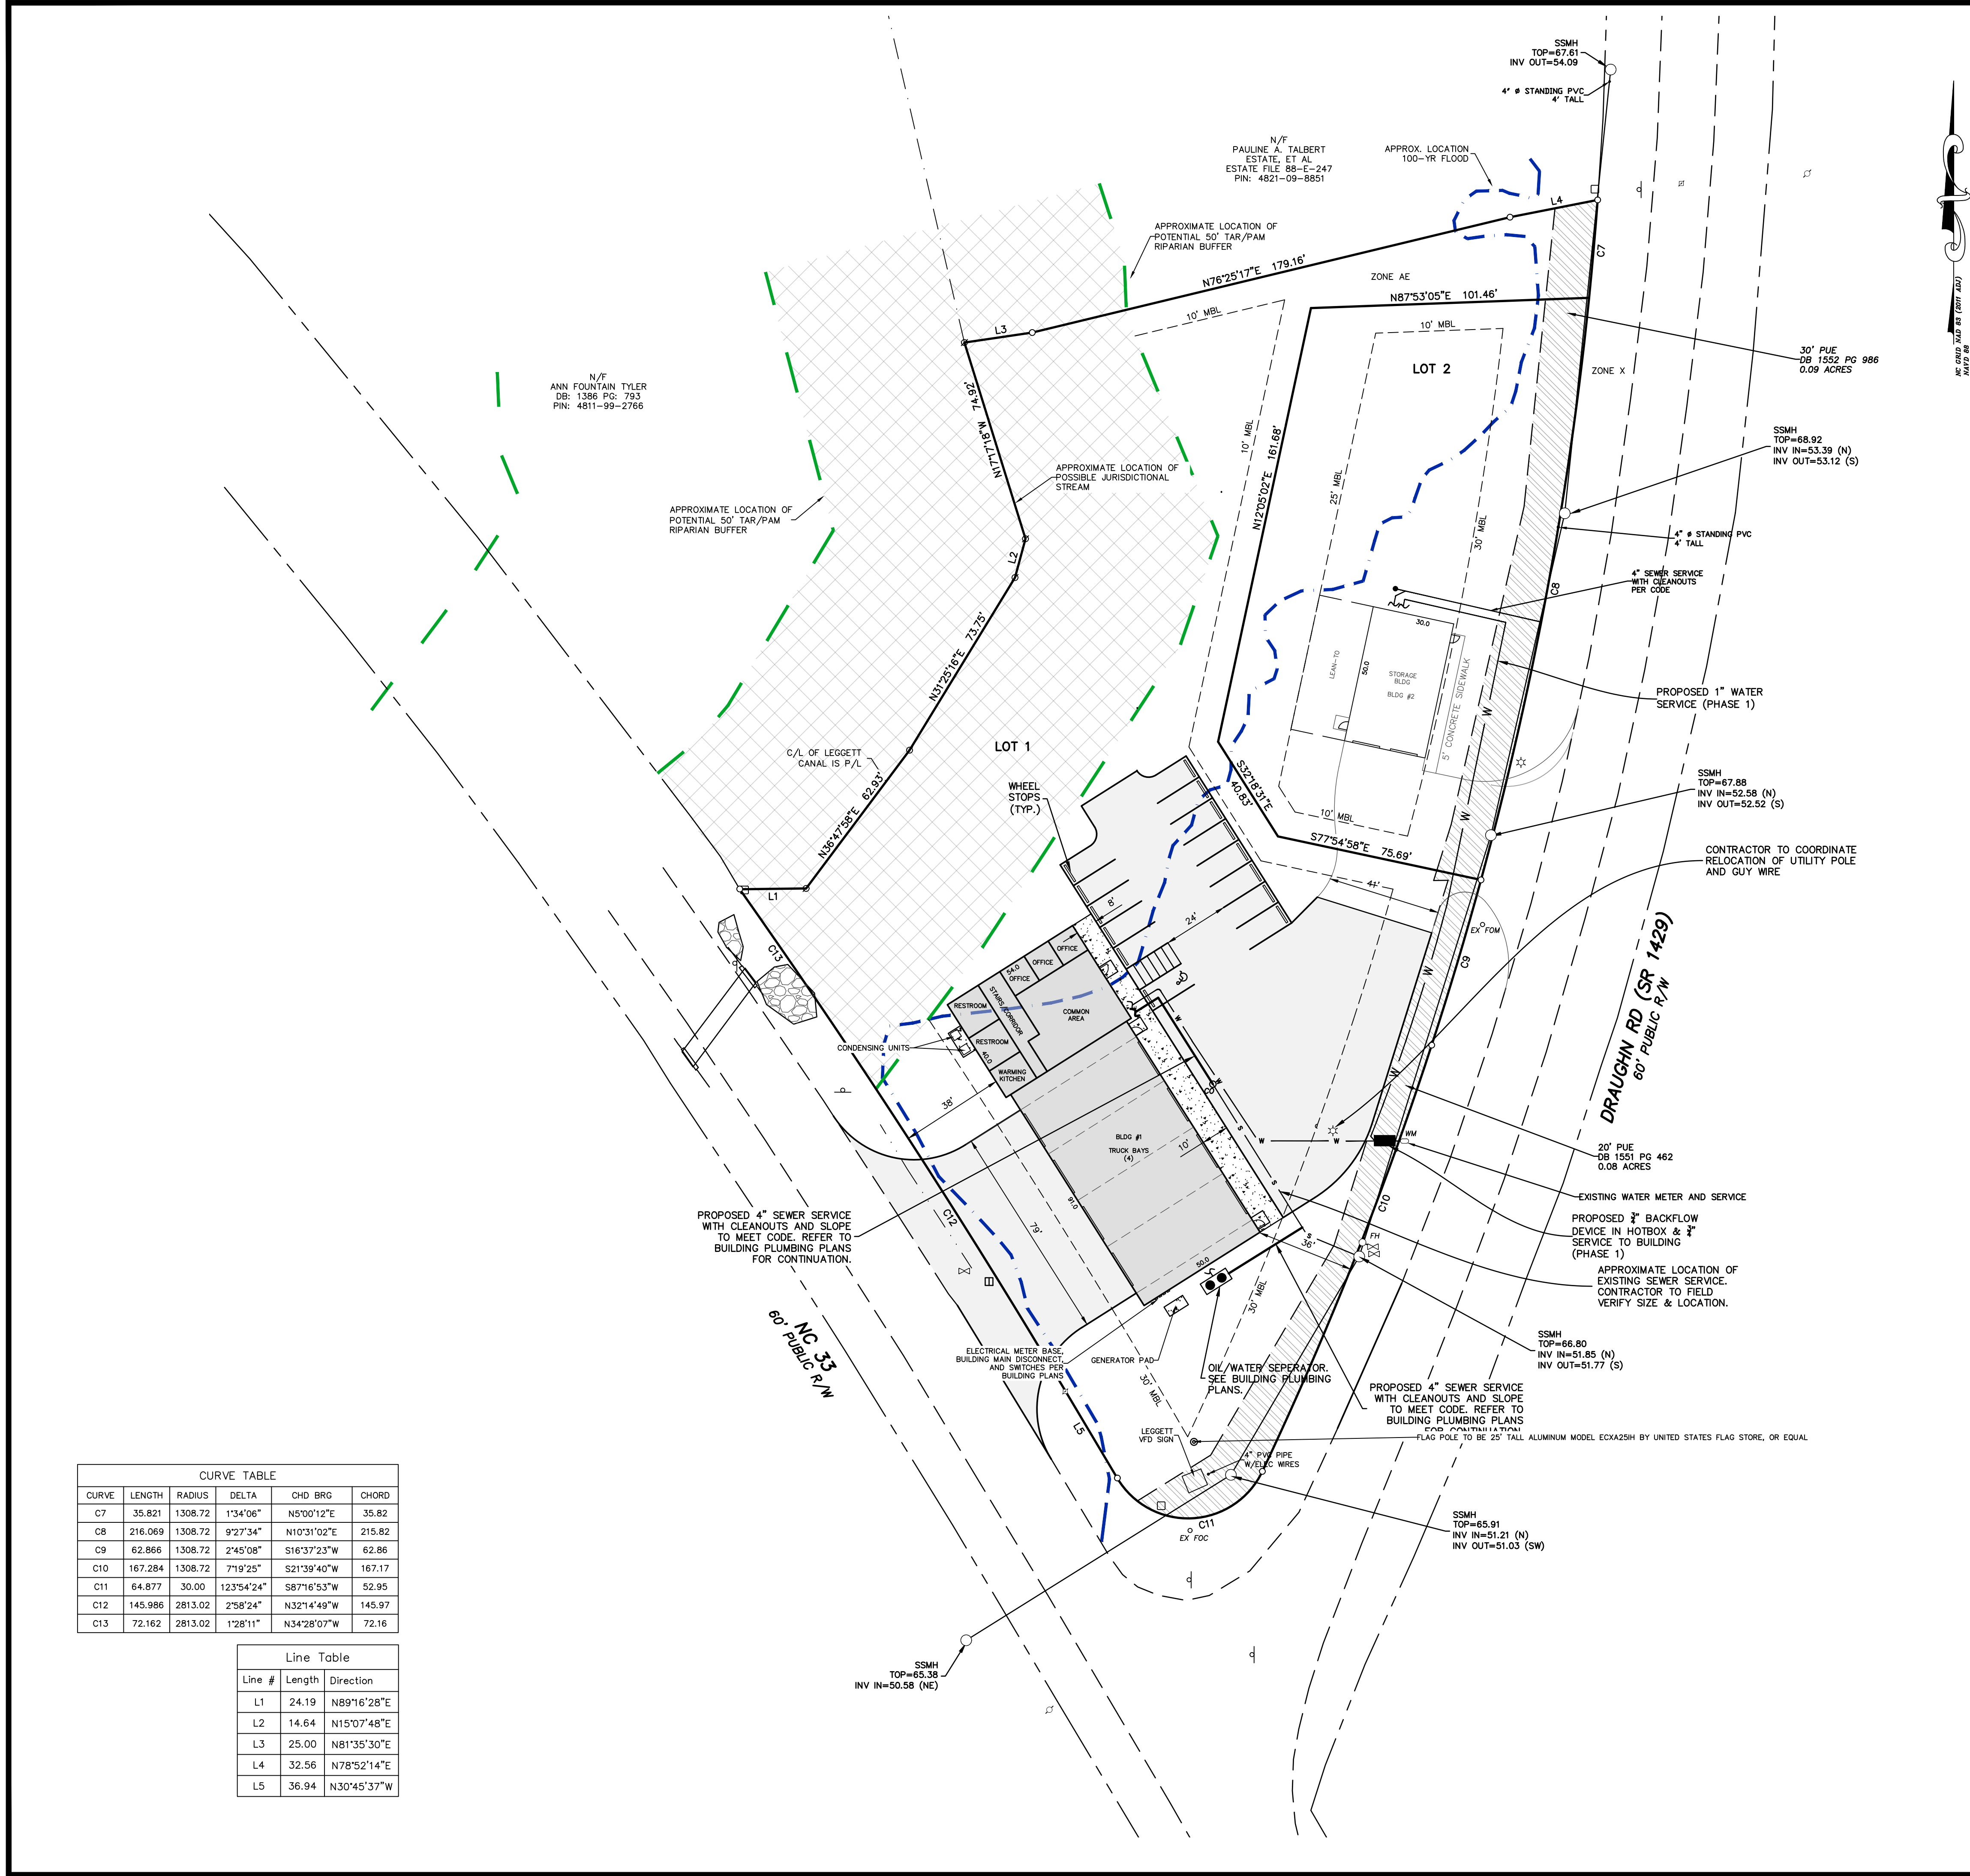 SSMH
TOP=67.61
INV OUT=54.09
4" ø STANDING PVC
4' TALL
N/F
PAULINE A. TALBERT
ESTATE, ET AL
ESTATE FILE 88-E-247
PIN: 4821-09-8851
APPROX. LOCATION
100-YR FLOOD
L4
C7
APPROXIMATE LOCATION OF
POTENTIAL 50' TAR/PAM
RIPARIAN BUFFER
N76°25'17"E 179.16'
ZONE AE
N87°53'05"E 101.46'
10' MBL
10' MBL
L3
LOT 2
ZONE X
30' PUE
DB 1552 PG 986
0.09 ACRES
NC GRID NAD 83 (2011 ADJ)
NAVD 88
N/F
ANN FOUNTAIN TYLER
DB: 1386 PG: 793
PIN: 4811-99-2766
N17°17'18"W 74.92'
10' MBL
N12°05'02"E 161.68'
25' MBL
30' MBL
SSMH
TOP=68.92
INV IN=53.39 (N)
INV OUT=53.12 (S)
APPROXIMATE LOCATION OF
POSSIBLE JURISDICTIONAL
STREAM
APPROXIMATE LOCATION OF
POTENTIAL 50' TAR/PAM
RIPARIAN BUFFER
4" ø STANDING PVC
4' TALL
L2
C8
4" SEWER SERVICE
WITH CLEANOUTS
PER CODE
30.0
50.0
LEAN-TO
STORAGE
BLDG
BLDG #2
5' CONCRETE SIDEWALK
N31°25'16"E 73.75'
PROPOSED 1" WATER
SERVICE (PHASE 1)
W
W
C/L OF LEGGETT
CANAL IS P/L
LOT 1
WHEEL
STOPS
(TYP.)
S32°18'31"E
40.83'
10' MBL
SSMH
TOP=67.88
INV IN=52.58 (N)
INV OUT=52.52 (S)
N36°47'58"E 62.93'
S77°54'58"E 75.69'
CONTRACTOR TO COORDINATE
RELOCATION OF UTILITY POLE
AND GUY WIRE
L1
41'
8'
24'
EX FOM
C9
W
W
DRAUGHN RD (SR 1429)
60' PUBLIC R/W
C13
OFFICE
OFFICE
OFFICE
54.0
RESTROOM
STAIRS/CORRIDOR
COMMON
AREA
RESTROOM
40.0
WARMING
KITCHEN
CONDENSING UNITS
38'
W
W
CO
S
W
W
WM
BLDG #1
TRUCK BAYS
(4)
10'
91.0
S
20' PUE
DB 1551 PG 462
0.08 ACRES
EXISTING WATER METER AND SERVICE
C10
C12
79'
PROPOSED 4" SEWER SERVICE
WITH CLEANOUTS AND SLOPE
TO MEET CODE. REFER TO
BUILDING PLUMBING PLANS
FOR CONTINUATION.
PROPOSED ¾" BACKFLOW
DEVICE IN HOTBOX & ¾"
SERVICE TO BUILDING
(PHASE 1)
S
36'
FH
50.0
APPROXIMATE LOCATION OF
EXISTING SEWER SERVICE.
CONTRACTOR TO FIELD
VERIFY SIZE & LOCATION.
30' MBL
NC 33
60' PUBLIC R/W
SSMH
TOP=66.80
INV IN=51.85 (N)
INV OUT=51.77 (S)
ELECTRICAL METER BASE,
BUILDING MAIN DISCONNECT,
AND SWITCHES PER
BUILDING PLANS
GENERATOR PAD
OIL/WATER SEPERATOR.
SEE BUILDING PLUMBING
PLANS.
30' MBL
L5
PROPOSED 4" SEWER SERVICE
WITH CLEANOUTS AND SLOPE
TO MEET CODE. REFER TO
BUILDING PLUMBING PLANS
FOR CONTINUATION.
LEGGETT
VFD SIGN
FLAG POLE TO BE 25' TALL ALUMINUM MODEL ECXA25IH BY UNITED STATES FLAG STORE, OR EQUAL
4" PVC PIPE
W/ELEC WIRES
C11
EX FOC
SSMH
TOP=65.91
INV IN=51.21 (N)
INV OUT=51.03 (SW)
SSMH
TOP=65.38
INV IN=50.58 (NE)
CURVE TABLE
CURVE LENGTH RADIUS DELTA CHD BRG CHORD
C7 35.821 1308.72 1°34'06" N5°00'12"E 35.82
C8 216.069 1308.72 9°27'34" N10°31'02"E 215.82
C9 62.866 1308.72 2°45'08" S16°37'23"W 62.86
C10 167.284 1308.72 7°19'25" S21°39'40"W 167.17
C11 64.877 30.00 123°54'24" S87°16'53"W 52.95
C12 145.986 2813.02 2°58'24" N32°14'49"W 145.97
C13 72.162 2813.02 1°28'11" N34°28'07"W 72.16
Line Table
Line # Length Direction
L1 24.19 N89°16'28"E
L2 14.64 N15°07'48"E
L3 25.00 N81°35'30"E
L4 32.56 N78°52'14"E
L5 36.94 N30°45'37"W